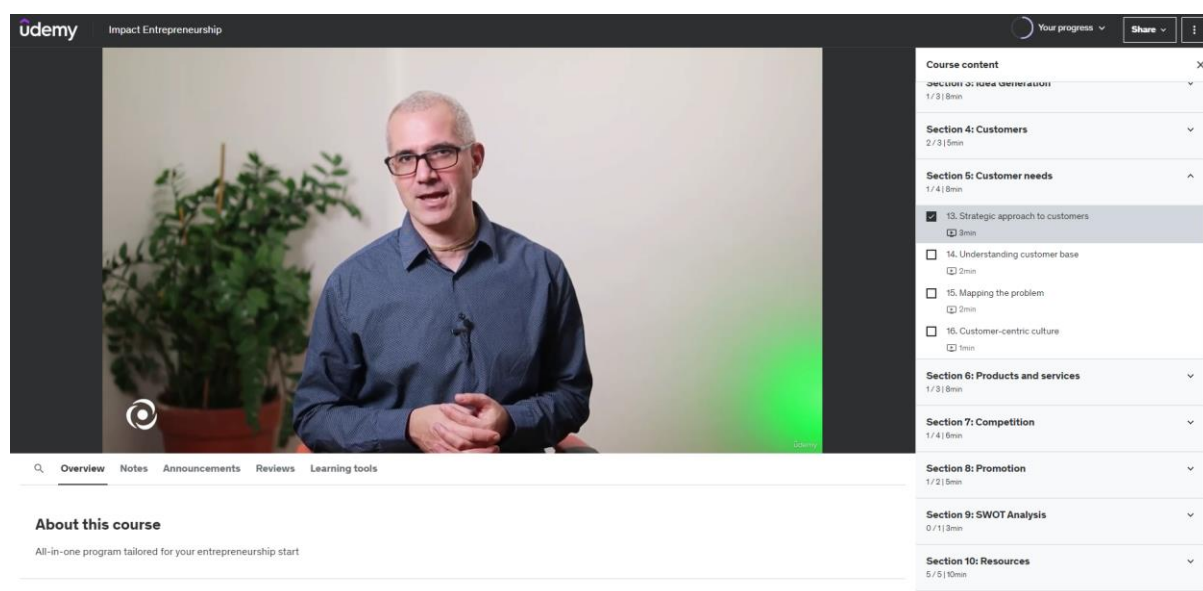 ûdemy
Impact Entrepreneurship
Your progress
Share
Course content
Section 3: Idea Generation
1 / 3 | 8min
Section 4: Customers
2 / 3 | 5min
Section 5: Customer needs
1 / 4 | 8min
13. Strategic approach to customers
3min
14. Understanding customer base
2min
15. Mapping the problem
2min
16. Customer-centric culture
1min
Section 6: Products and services
1 / 3 | 8min
Section 7: Competition
1 / 4 | 6min
Section 8: Promotion
1 / 2 | 5min
Section 9: SWOT Analysis
0 / 1 | 3min
Section 10: Resources
5 / 5 | 10min
ûdemy
Overview Notes Announcements Reviews Learning tools
About this course
All-in-one program tailored for your entrepreneurship start